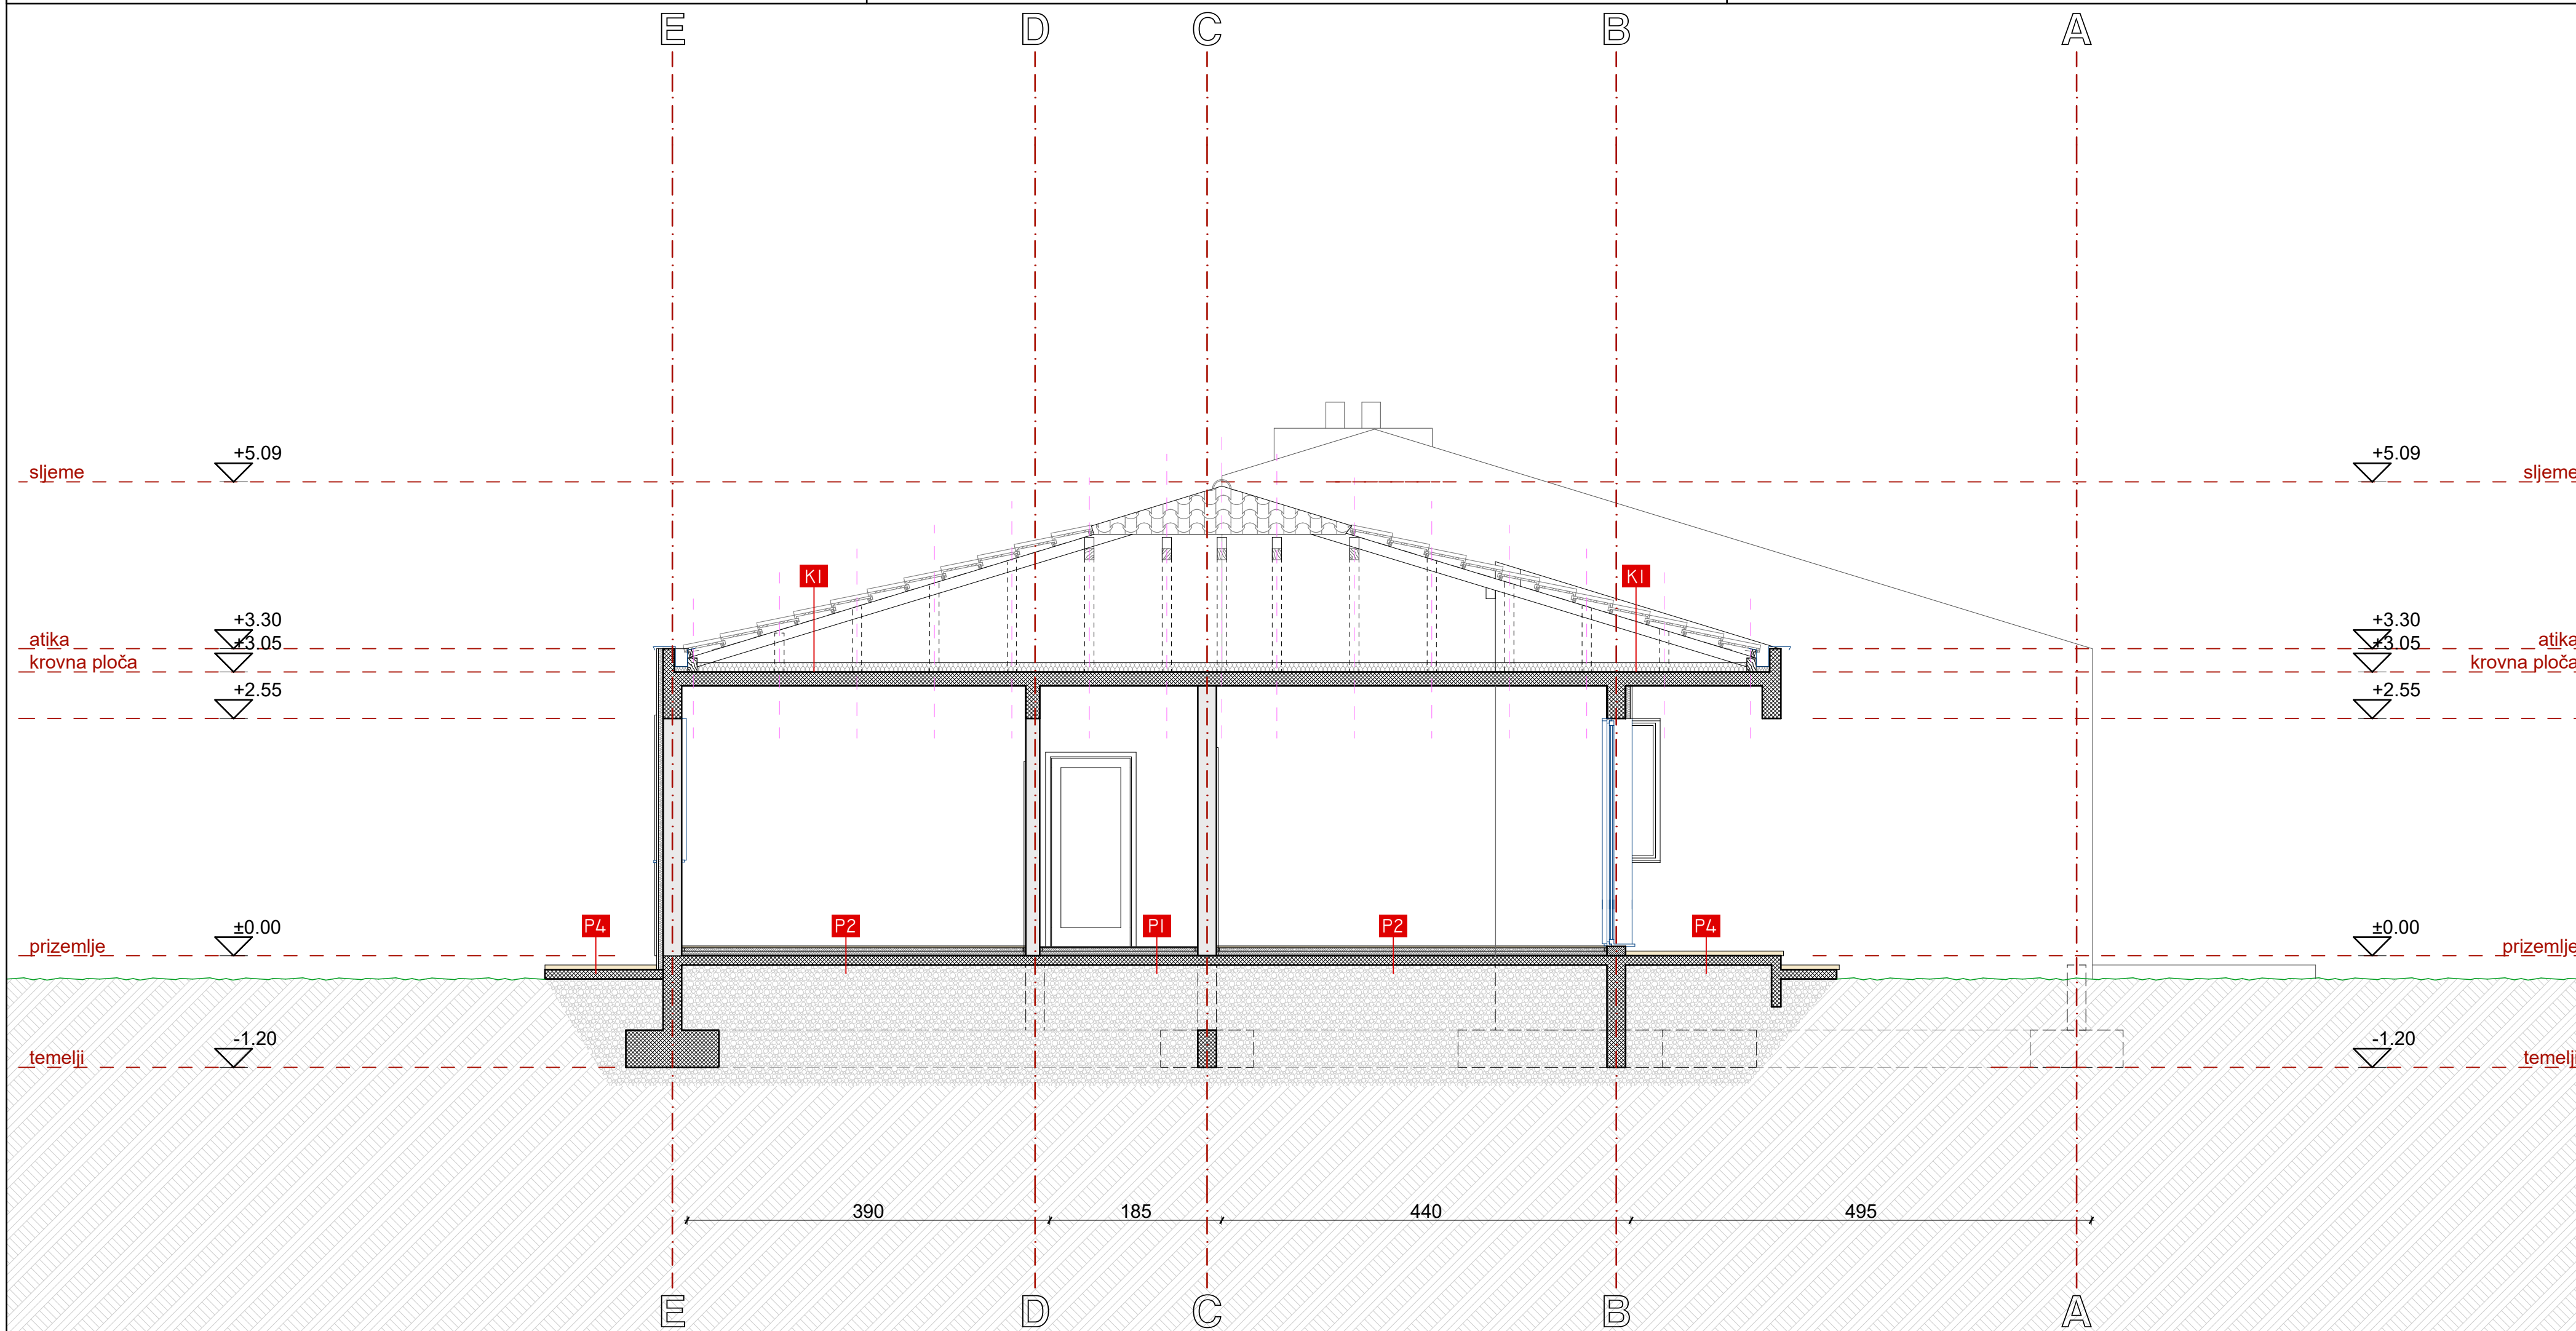 E D C B A
+5.09 +5.09
sljeme sljeme
K1 K1
+3.30 +3.30
atika atika
+3.05 +3.05
krovna ploča krovna ploča
+2.55 +2.55
P4 P2 P1 P2 P4
±0.00 ±0.00
prizemlje prizemlje
-1.20 -1.20
temelji temelji
390 185 440 495
E D C B A